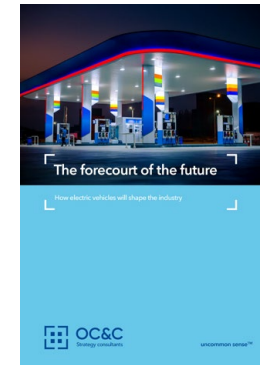 The forecourt of the future
How electric vehicles will shape the industry
OC&C
Strategy consultants
uncommon sense™